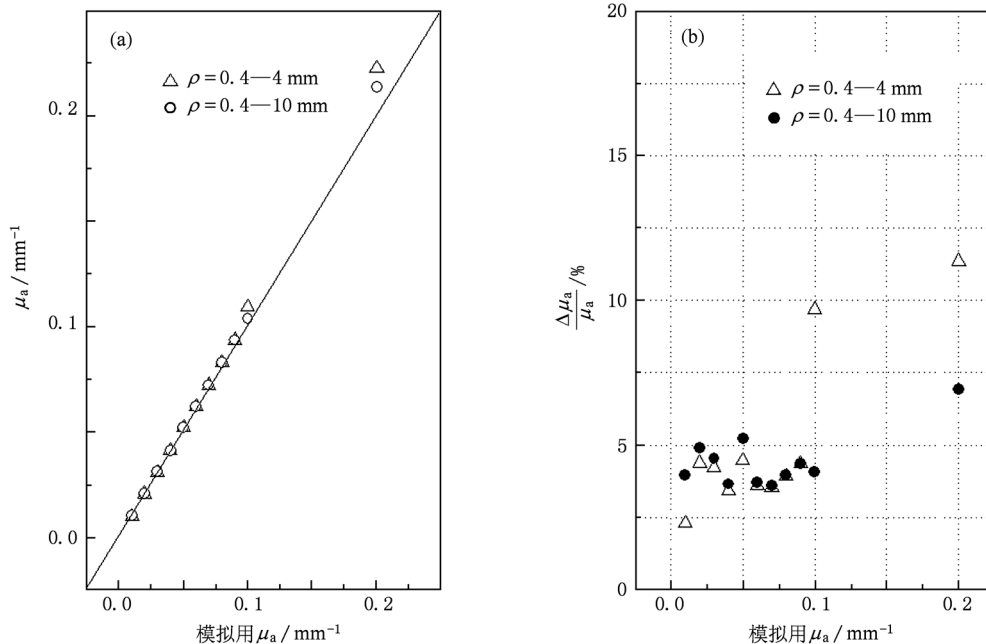 (a)
△ ρ=0.4—4 mm
○ ρ=0.4—10 mm
0.2
0.1
0.0
μa / mm⁻¹
0.0 0.1 0.2
模拟用μa / mm⁻¹
(b)
△ ρ=0.4—4 mm
● ρ=0.4—10 mm
20
15
10
5
0
Δμa/μa /%
0.0 0.1 0.2
模拟用μa / mm⁻¹